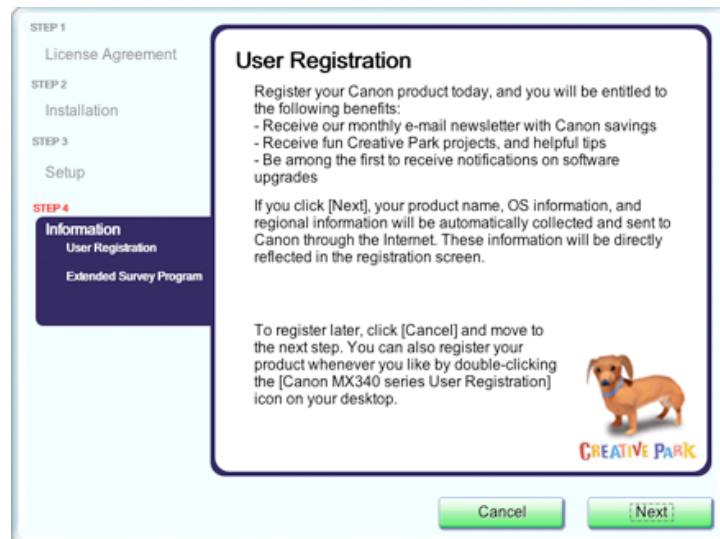 STEP 1
License Agreement
STEP 2
Installation
STEP 3
Setup
STEP 4
Information
User Registration
Extended Survey Program
User Registration
Register your Canon product today, and you will be entitled to
the following benefits:
- Receive our monthly e-mail newsletter with Canon savings
- Receive fun Creative Park projects, and helpful tips
- Be among the first to receive notifications on software
upgrades
If you click [Next], your product name, OS information, and
regional information will be automatically collected and sent to
Canon through the Internet. These information will be directly
reflected in the registration screen.
To register later, click [Cancel] and move to
the next step. You can also register your
product whenever you like by double-clicking
the [Canon MX340 series User Registration]
icon on your desktop.
CREATIVE PARK
Cancel
Next